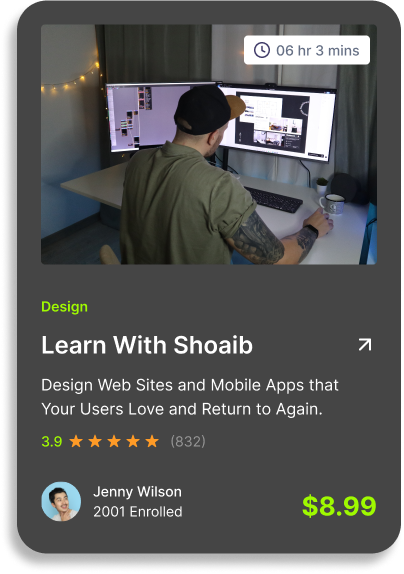 06 hr 3 mins
Design
Learn With Shoaib
Design Web Sites and Mobile Apps that
Your Users Love and Return to Again.
3.9 (832)
Jenny Wilson
2001 Enrolled
$8.99